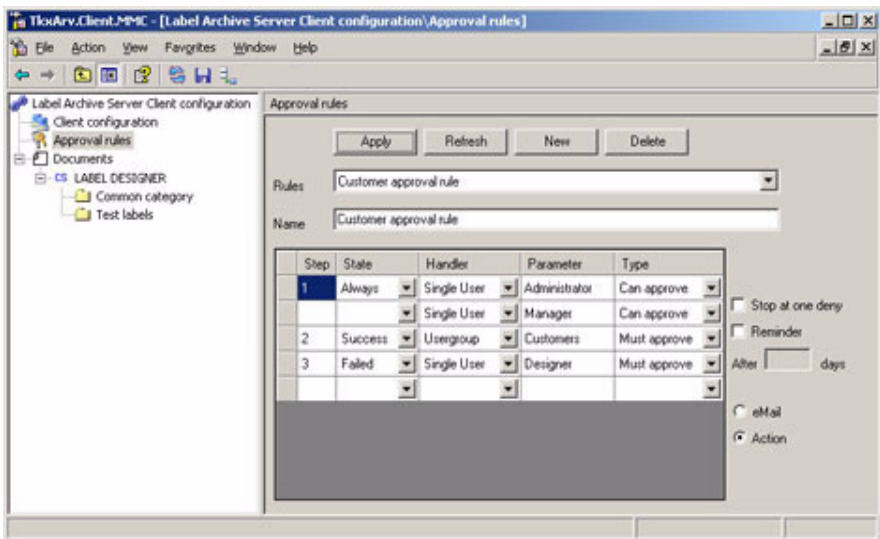 TkxArv.Client.MMC - [Label Archive Server Client configuration\Approval rules]
File Action View Favorites Window Help
Label Archive Server Client configuration
Client configuration
Approval rules
Documents
CS LABEL DESIGNER
Common category
Test labels
Approval rules
Apply Refresh New Delete
Rules Customer approval rule
Name Customer approval rule
Step State Handler Parameter Type
1 Always Single User Administrator Can approve
Single User Manager Can approve
2 Success Usergroup Customers Must approve
3 Failed Single User Designer Must approve
Stop at one deny
Reminder
After days
eMail
Action